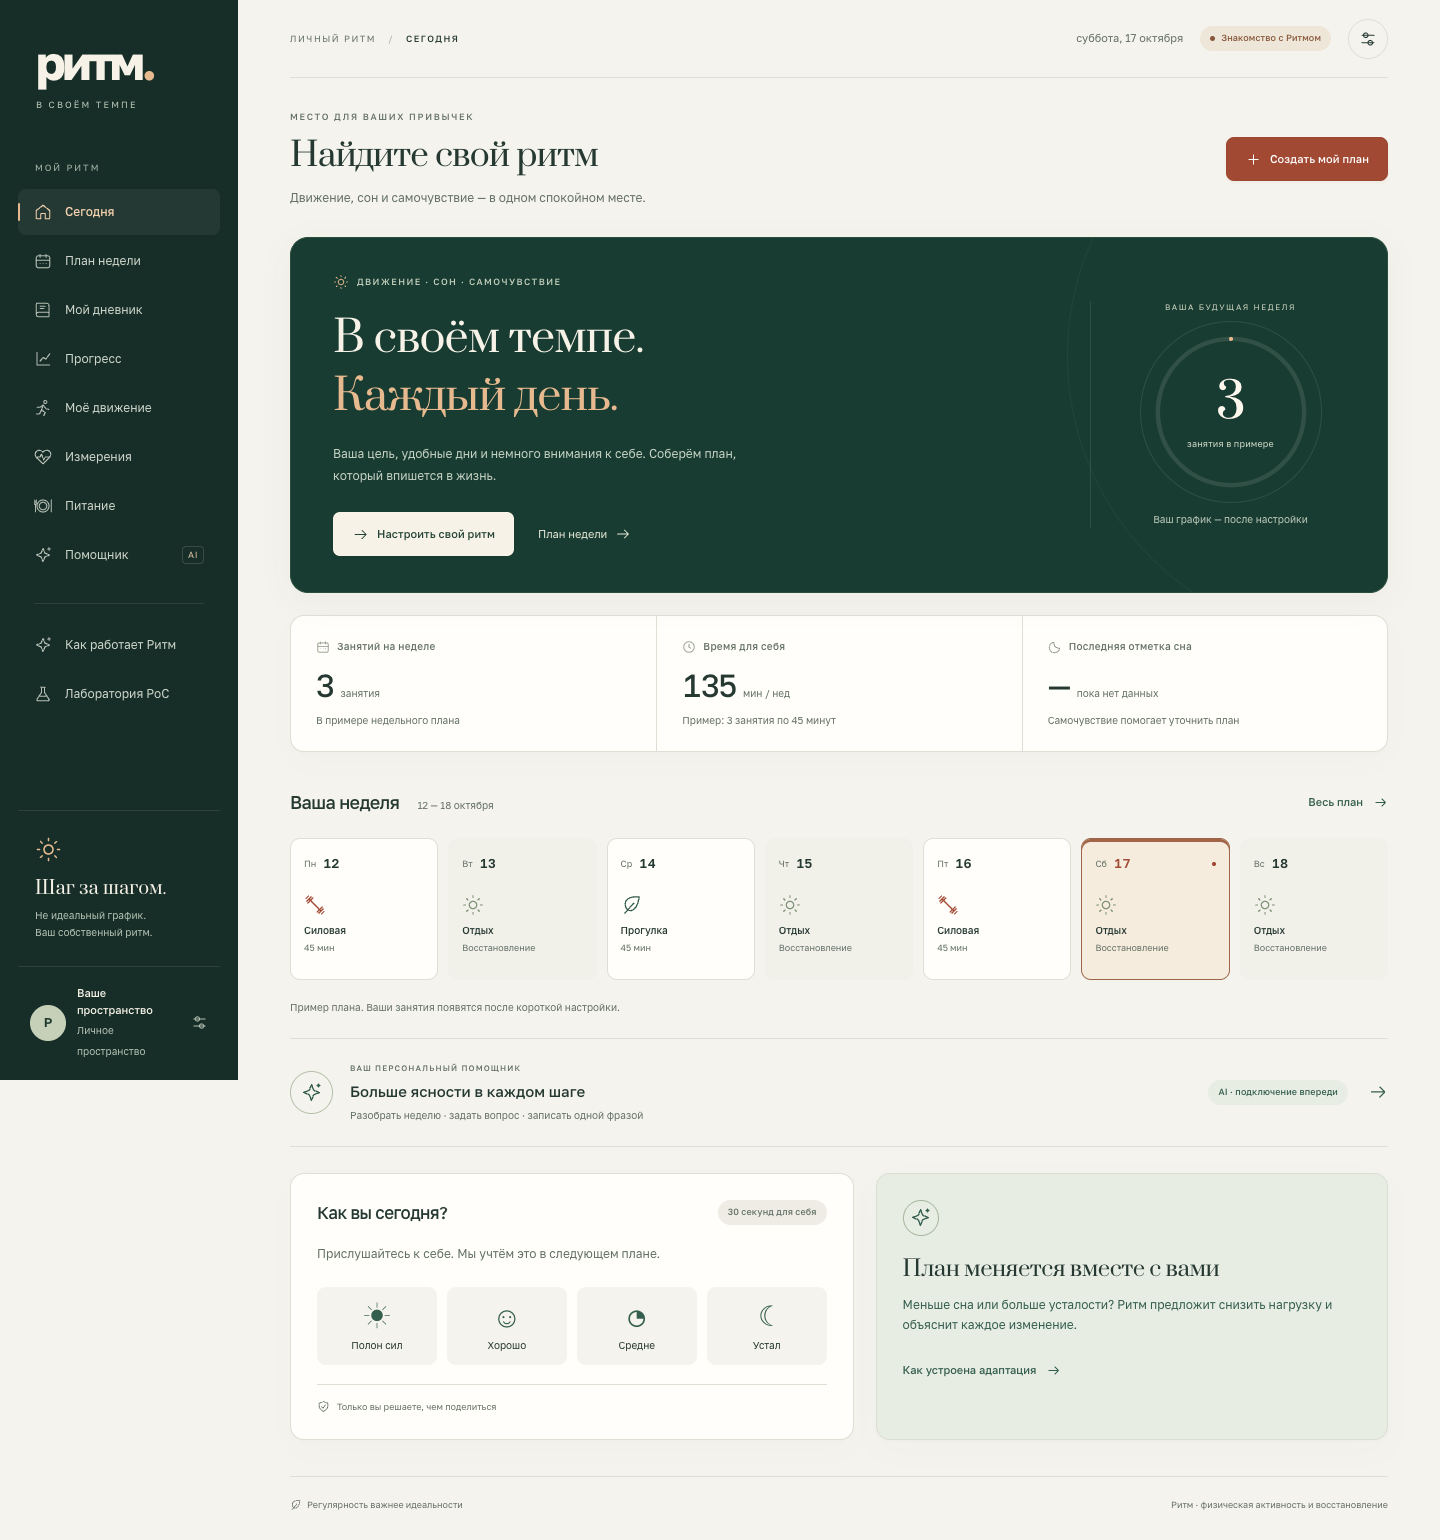 ритм.
В СВОЁМ ТЕМПЕ
МОЙ РИТМ
Сегодня
План недели
Мой дневник
Прогресс
Моё движение
Измерения
Питание
Помощник AI
Как работает Ритм
Лаборатория PoC
Шаг за шагом.
Не идеальный график.
Ваш собственный ритм.
Р
Ваше
пространство
Личное
пространство
ЛИЧНЫЙ РИТМ / СЕГОДНЯ
суббота, 17 октября
Знакомство с Ритмом
МЕСТО ДЛЯ ВАШИХ ПРИВЫЧЕК
Найдите свой ритм
Движение, сон и самочувствие — в одном спокойном месте.
Создать мой план
ДВИЖЕНИЕ · СОН · САМОЧУВСТВИЕ
В своём темпе.
Каждый день.
Ваша цель, удобные дни и немного внимания к себе. Соберём план,
который впишется в жизнь.
Настроить свой ритм
План недели
ВАША БУДУЩАЯ НЕДЕЛЯ
3
занятия в примере
Ваш график — после настройки
Занятий на неделе
3 занятия
В примере недельного плана
Время для себя
135 мин / нед
Пример: 3 занятия по 45 минут
Последняя отметка сна
— пока нет данных
Самочувствие помогает уточнить план
Ваша неделя 12 — 18 октября
Весь план
Пн 12
Силовая
45 мин
Вт 13
Отдых
Восстановление
Ср 14
Прогулка
45 мин
Чт 15
Отдых
Восстановление
Пт 16
Силовая
45 мин
Сб 17
Отдых
Восстановление
Вс 18
Отдых
Восстановление
Пример плана. Ваши занятия появятся после короткой настройки.
ВАШ ПЕРСОНАЛЬНЫЙ ПОМОЩНИК
Больше ясности в каждом шаге
Разобрать неделю · задать вопрос · записать одной фразой
AI · подключение впереди
Как вы сегодня?
30 секунд для себя
Прислушайтесь к себе. Мы учтём это в следующем плане.
Полон сил
Хорошо
Средне
Устал
Только вы решаете, чем поделиться
План меняется вместе с вами
Меньше сна или больше усталости? Ритм предложит снизить нагрузку и
объяснит каждое изменение.
Как устроена адаптация
Регулярность важнее идеальности
Ритм · физическая активность и восстановление